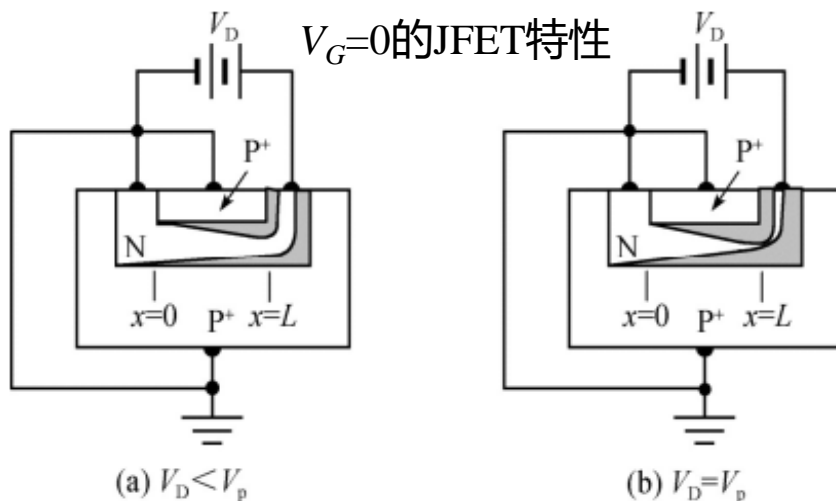 V_D
V_G=0的JFET特性
V_D
P⁺
P⁺
N
N
x=0
P⁺
x=L
x=0
P⁺
x=L
(a) V_D<V_p
(b) V_D=V_p